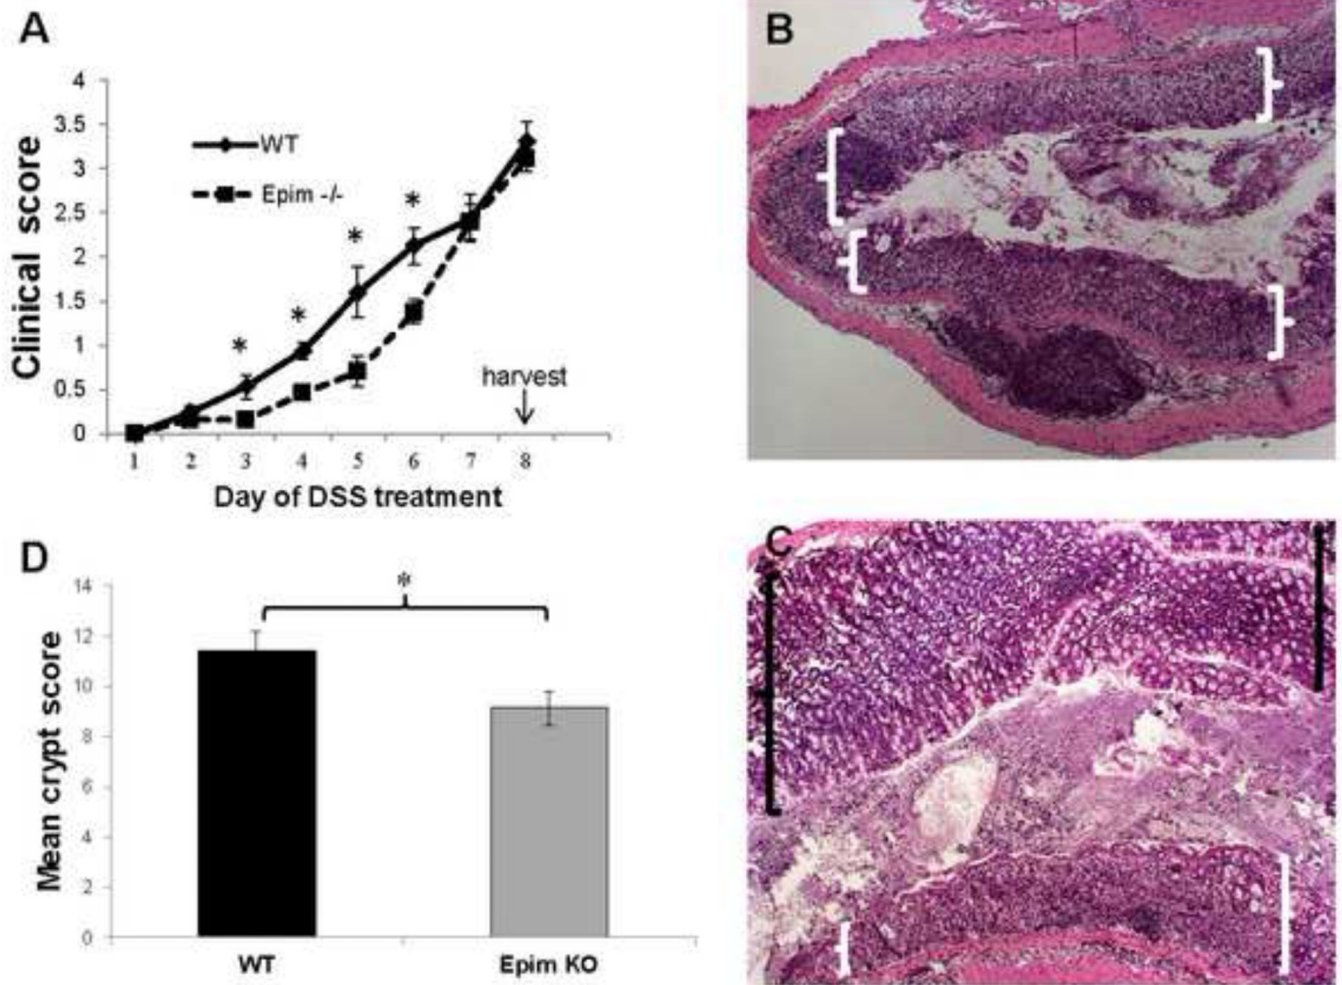 A
4
3.5
3
2.5
2
1.5
1
0.5
0
Clinical score
WT
Epim -/-
*
*
*
*
harvest
1 2 3 4 5 6 7 8
Day of DSS treatment
B
C
D
14
12
10
8
6
4
2
0
Mean crypt score
*
WT
Epim KO